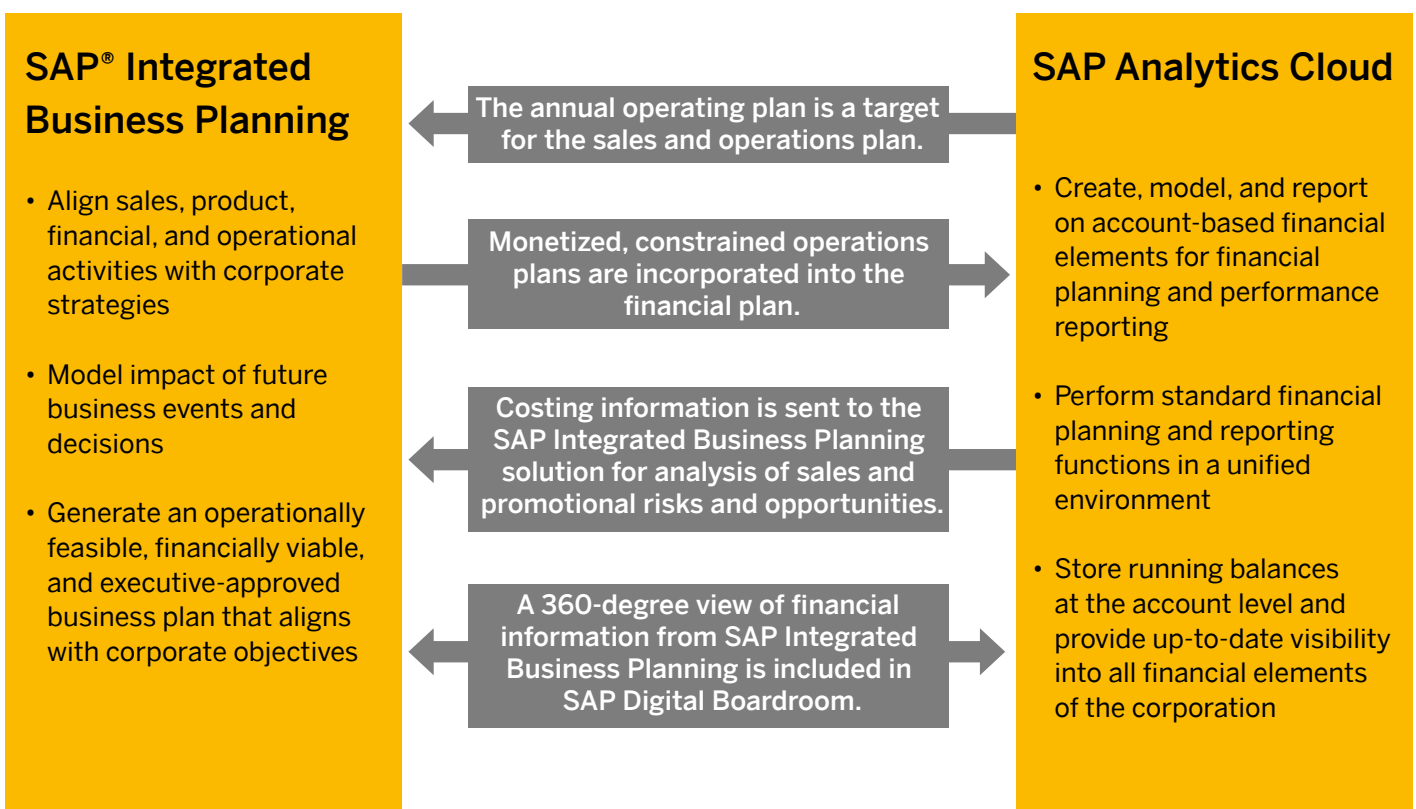 SAP® Integrated
Business Planning
• Align sales, product,
financial, and operational
activities with corporate
strategies
• Model impact of future
business events and
decisions
• Generate an operationally
feasible, financially viable,
and executive-approved
business plan that aligns
with corporate objectives
The annual operating plan is a target
for the sales and operations plan.
Monetized, constrained operations
plans are incorporated into the
financial plan.
Costing information is sent to the
SAP Integrated Business Planning
solution for analysis of sales and
promotional risks and opportunities.
A 360-degree view of financial
information from SAP Integrated
Business Planning is included in
SAP Digital Boardroom.
SAP Analytics Cloud
• Create, model, and report
on account-based financial
elements for financial
planning and performance
reporting
• Perform standard financial
planning and reporting
functions in a unified
environment
• Store running balances
at the account level and
provide up-to-date visibility
into all financial elements
of the corporation